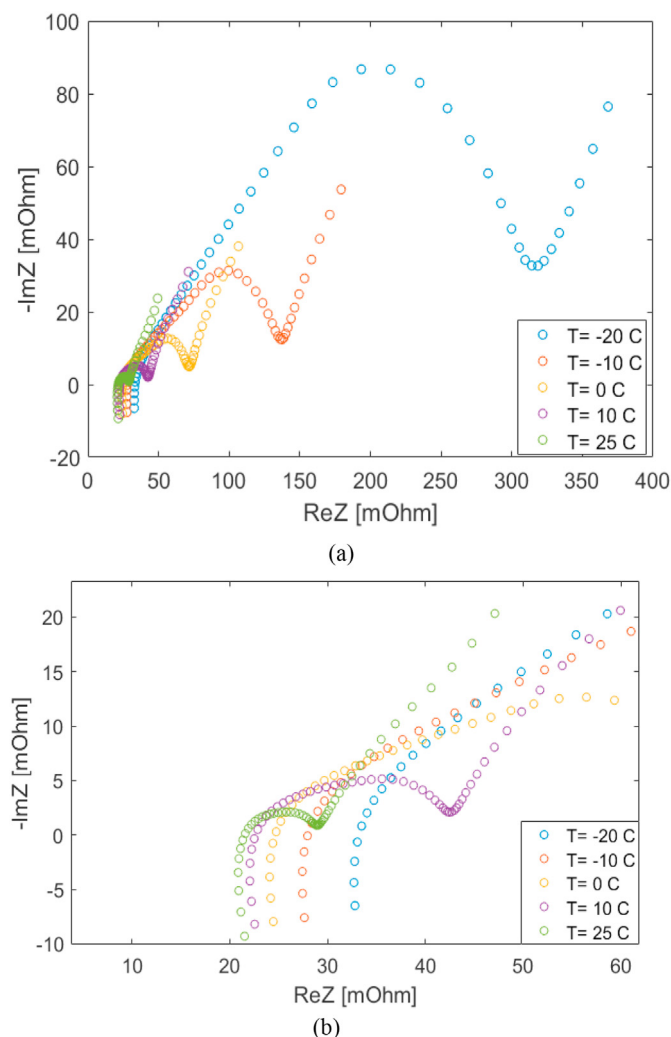 100
80
60
40
20
0
-20
-ImZ [mOhm]
0 50 100 150 200 250 300 350 400
ReZ [mOhm]
T= -20 C
T= -10 C
T= 0 C
T= 10 C
T= 25 C
(a)
20
15
10
5
0
-5
-10
-ImZ [mOhm]
10 20 30 40 50 60
ReZ [mOhm]
T= -20 C
T= -10 C
T= 0 C
T= 10 C
T= 25 C
(b)